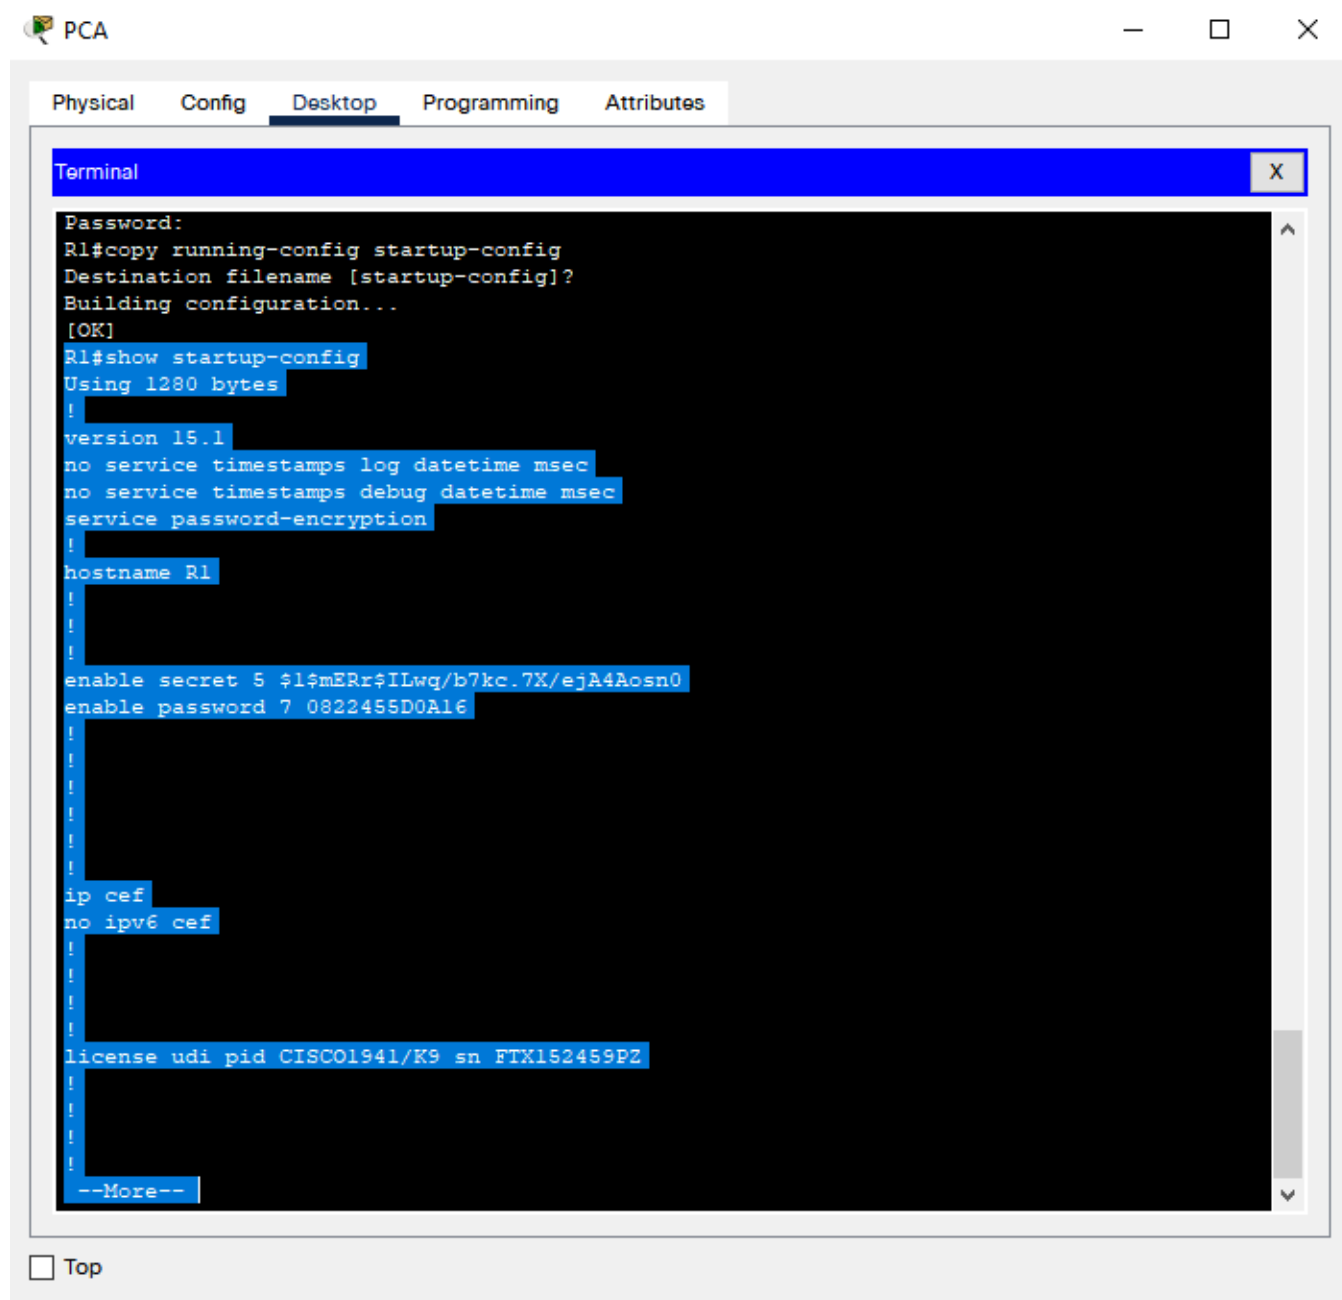 PCA
Physical Config Desktop Programming Attributes
Terminal
X
Password:
R1#copy running-config startup-config
Destination filename [startup-config]?
Building configuration...
[OK]
R1#show startup-config
Using 1280 bytes
!
version 15.1
no service timestamps log datetime msec
no service timestamps debug datetime msec
service password-encryption
!
hostname R1
!
!
!
enable secret 5 $1$mERr$ILwq/b7kc.7X/ejA4Aosn0
enable password 7 0822455D0A16
!
!
!
!
!
!
ip cef
no ipv6 cef
!
!
!
!
license udi pid CISCO1941/K9 sn FTX152459PZ
!
!
!
!
--More--
Top